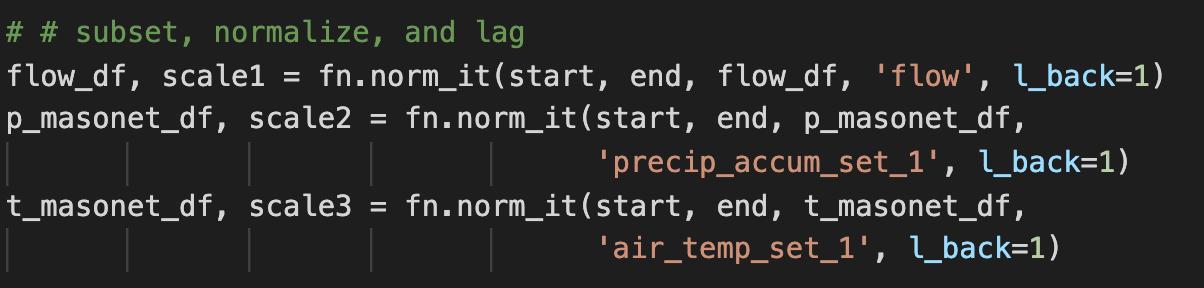 # # subset, normalize, and lag
flow_df, scale1 = fn.norm_it(start, end, flow_df, 'flow', l_back=1)
p_masonet_df, scale2 = fn.norm_it(start, end, p_masonet_df,
'precip_accum_set_1', l_back=1)
t_masonet_df, scale3 = fn.norm_it(start, end, t_masonet_df,
'air_temp_set_1', l_back=1)